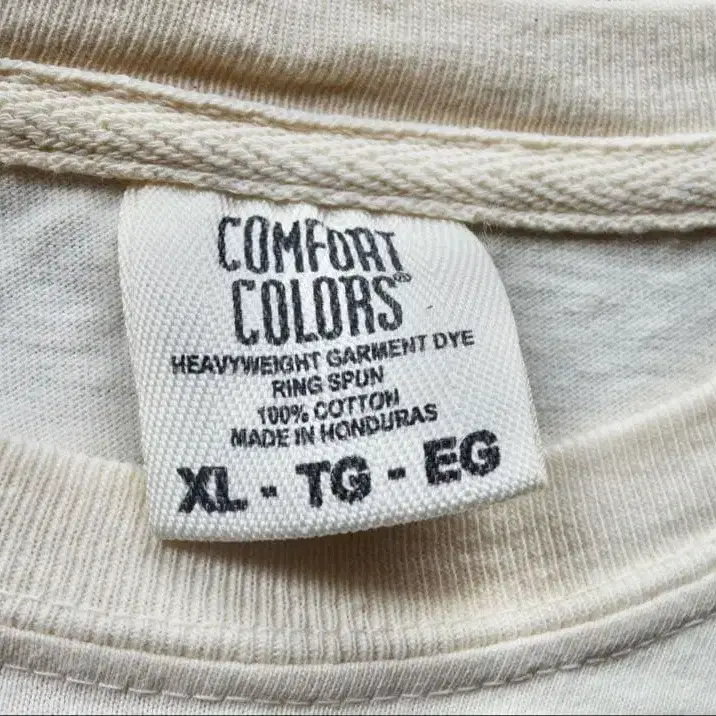 COMFORT
COLORS®
HEAVYWEIGHT GARMENT DYE
RING SPUN
100% COTTON
MADE IN HONDURAS
XL - TG - EG